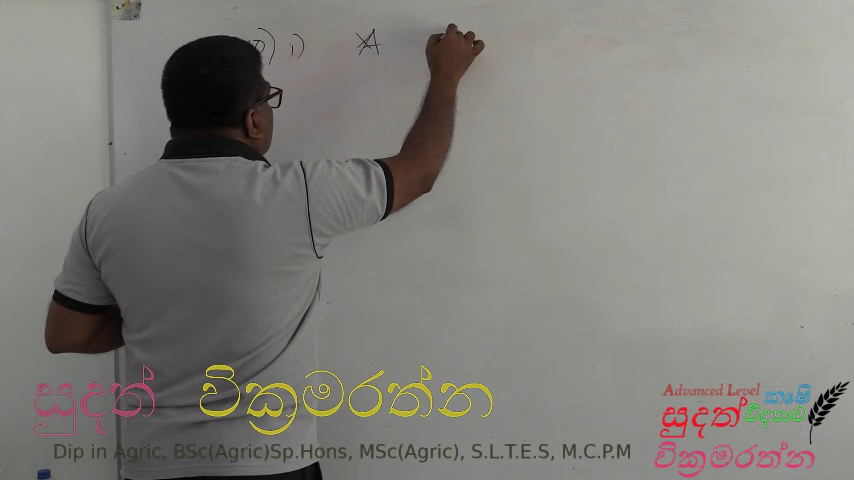 i)
සුදත් වික්‍රමරත්න
Dip in Agric, BSc(Agric)Sp.Hons, MSc(Agric), S.L.T.E.S, M.C.P.M
Advanced Level කෘෂි
සුදත් විද්‍යාව
වික්‍රමරත්න